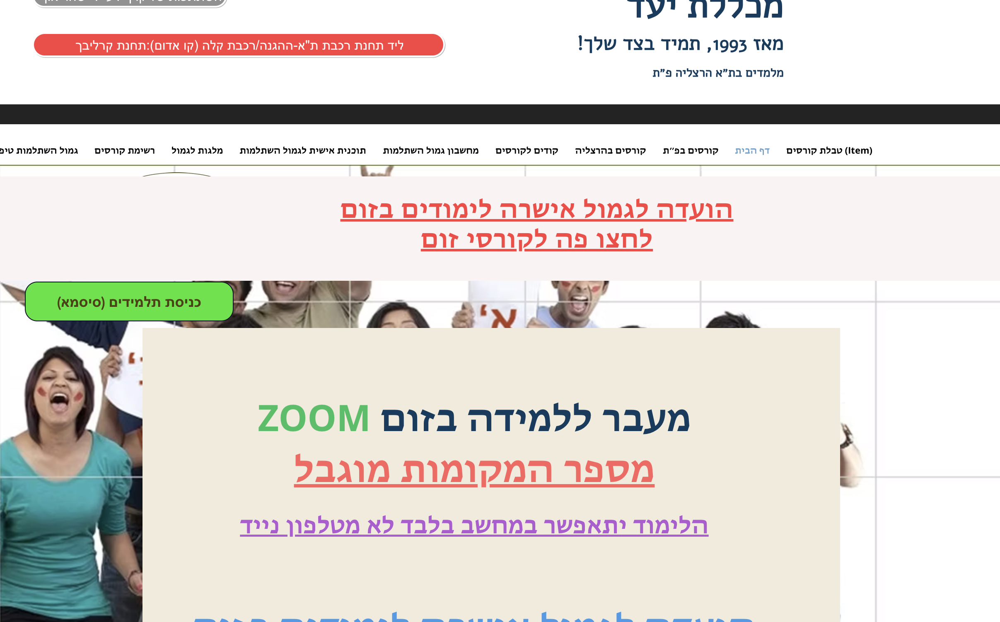 מכללת יעד
מאז 1993, תמיד בצד שלך!
מלמדים בת"א הרצליה פ"ת
ליד תחנת רכבת ת"א-ההגנה/רכבת קלה (קו אדום):תחנת קרליבך
(Item) טבלת קורסים
דף הבית
קורסים בפ"ת
קורסים בהרצליה
קודים לקורסים
מחשבון גמול השתלמות
תוכנית אישית לגמול השתלמות
מלגות לגמול
רשימת קורסים
גמול השתלמות
הועדה לגמול אישרה לימודים בזום
לחצו פה לקורסי זום
כניסת תלמידים (סיסמא)
א'
מעבר ללמידה בזום ZOOM
מספר המקומות מוגבל
הלימוד יתאפשר במחשב בלבד לא מטלפון נייד